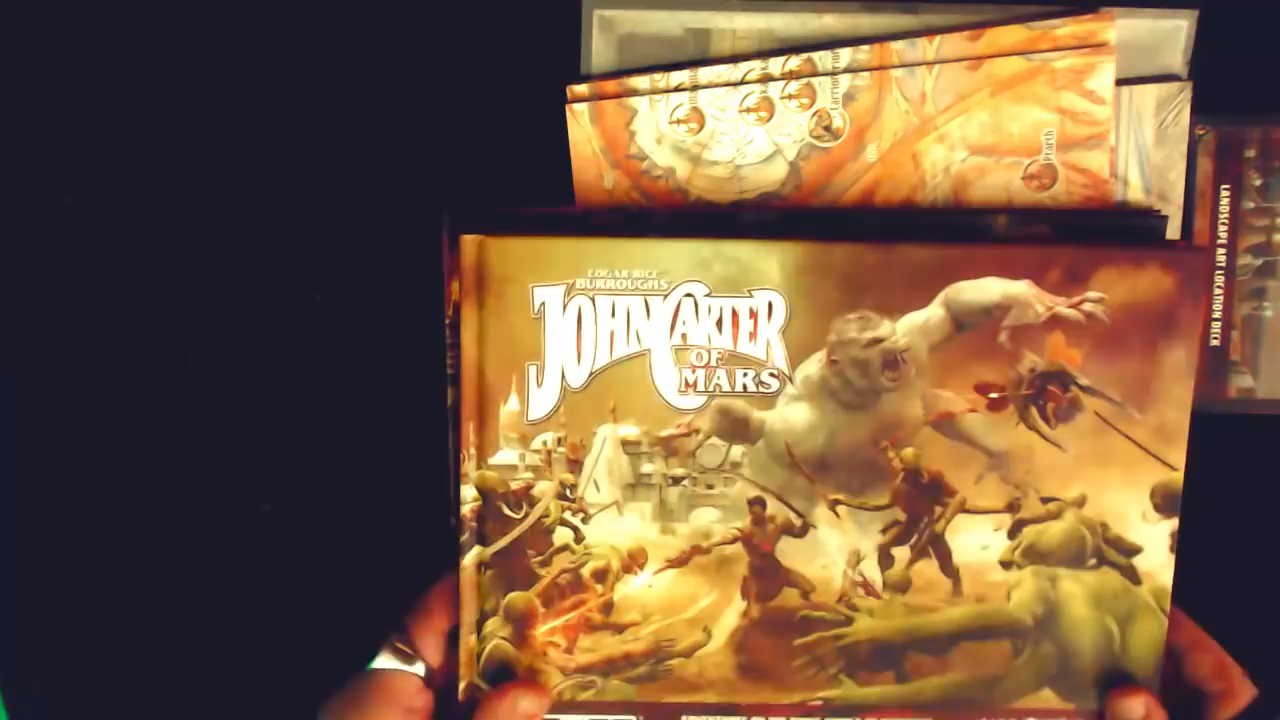 Ptarth
LANDSCAPE ART LOCATION DECK
EDGAR RICE
BURROUGHS
JOHN CARTER
OF
MARS